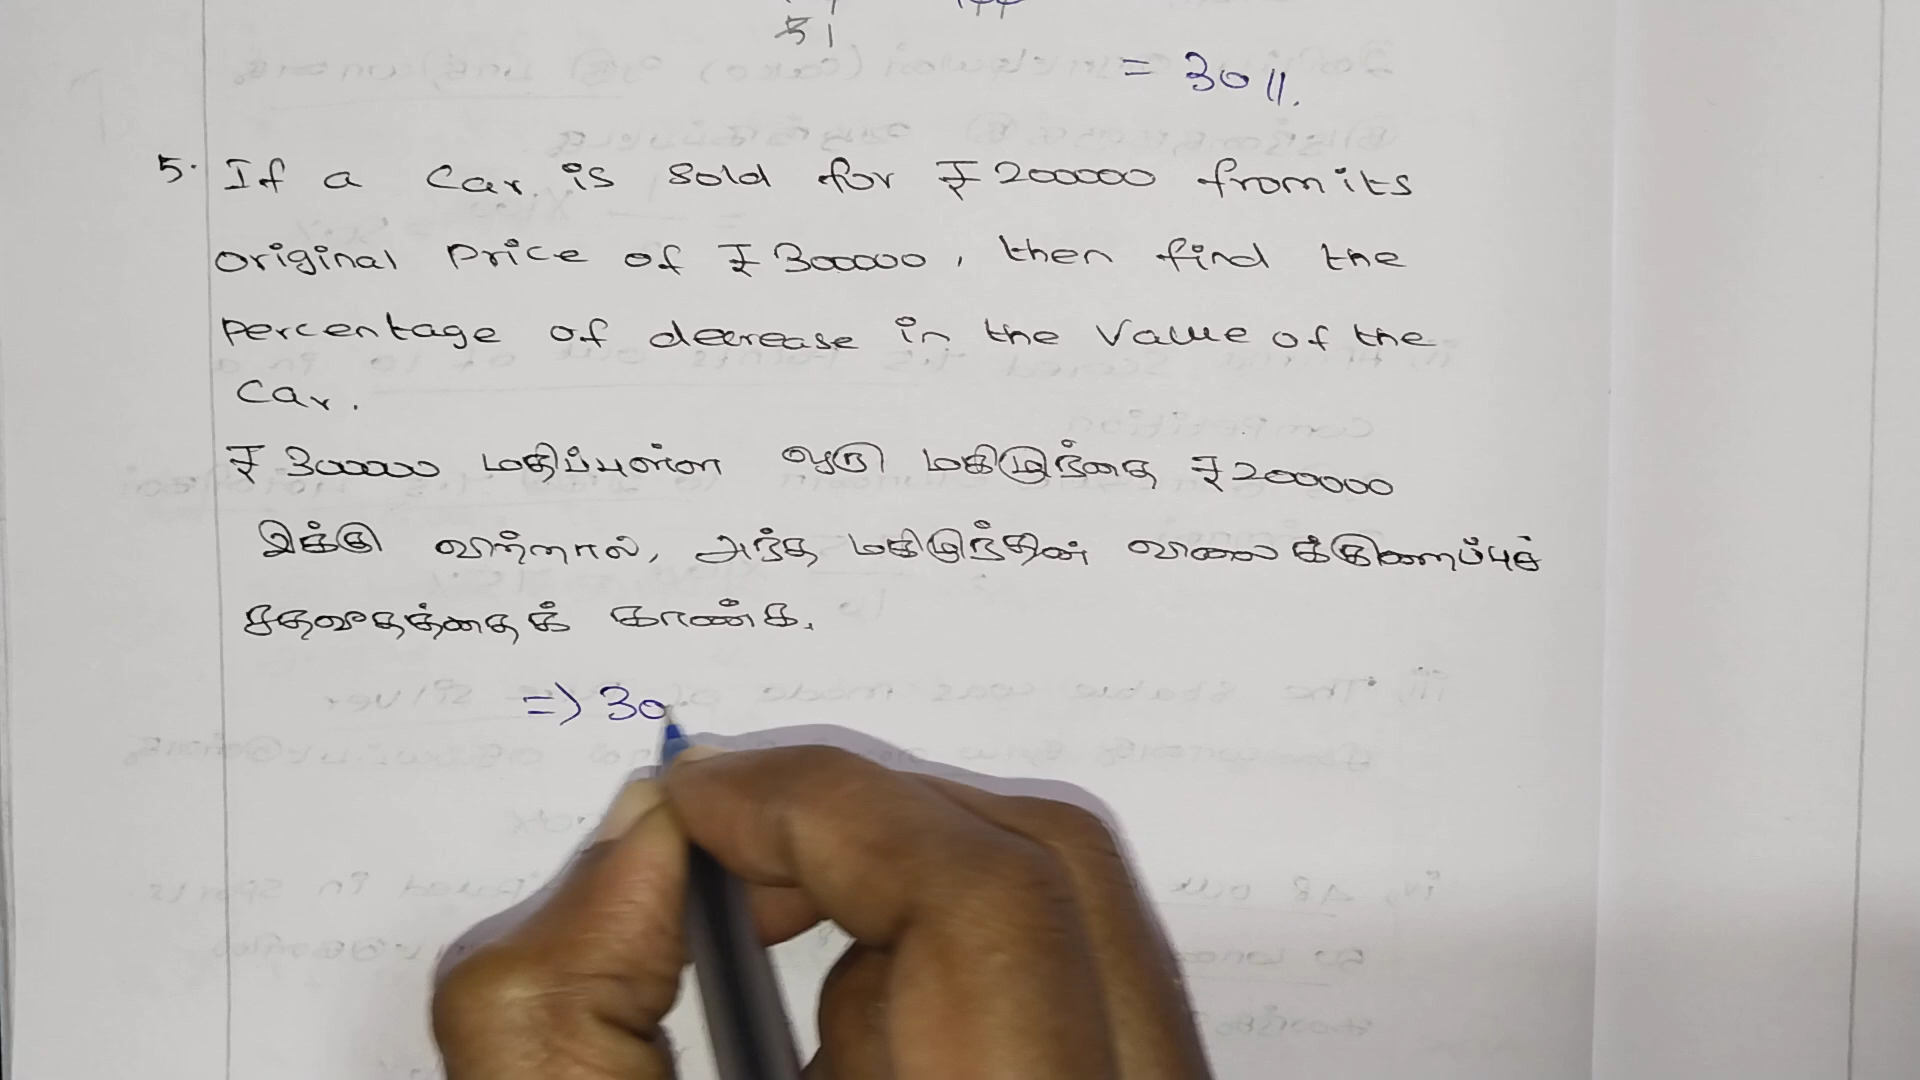 51
= 30 //.
5. If a car is sold for ₹ 200000 from its
original price of ₹ 300000, then find the
percentage of decrease in the value of the
car.
₹ 300000 மதிப்புள்ள ஒரு மகிழுந்தை ₹ 200000
இக்கு விற்றால், அந்த மகிழுந்தின் விலை க்குறைப்புச்
சதவீதத்தைக் காண்க.
=> 30